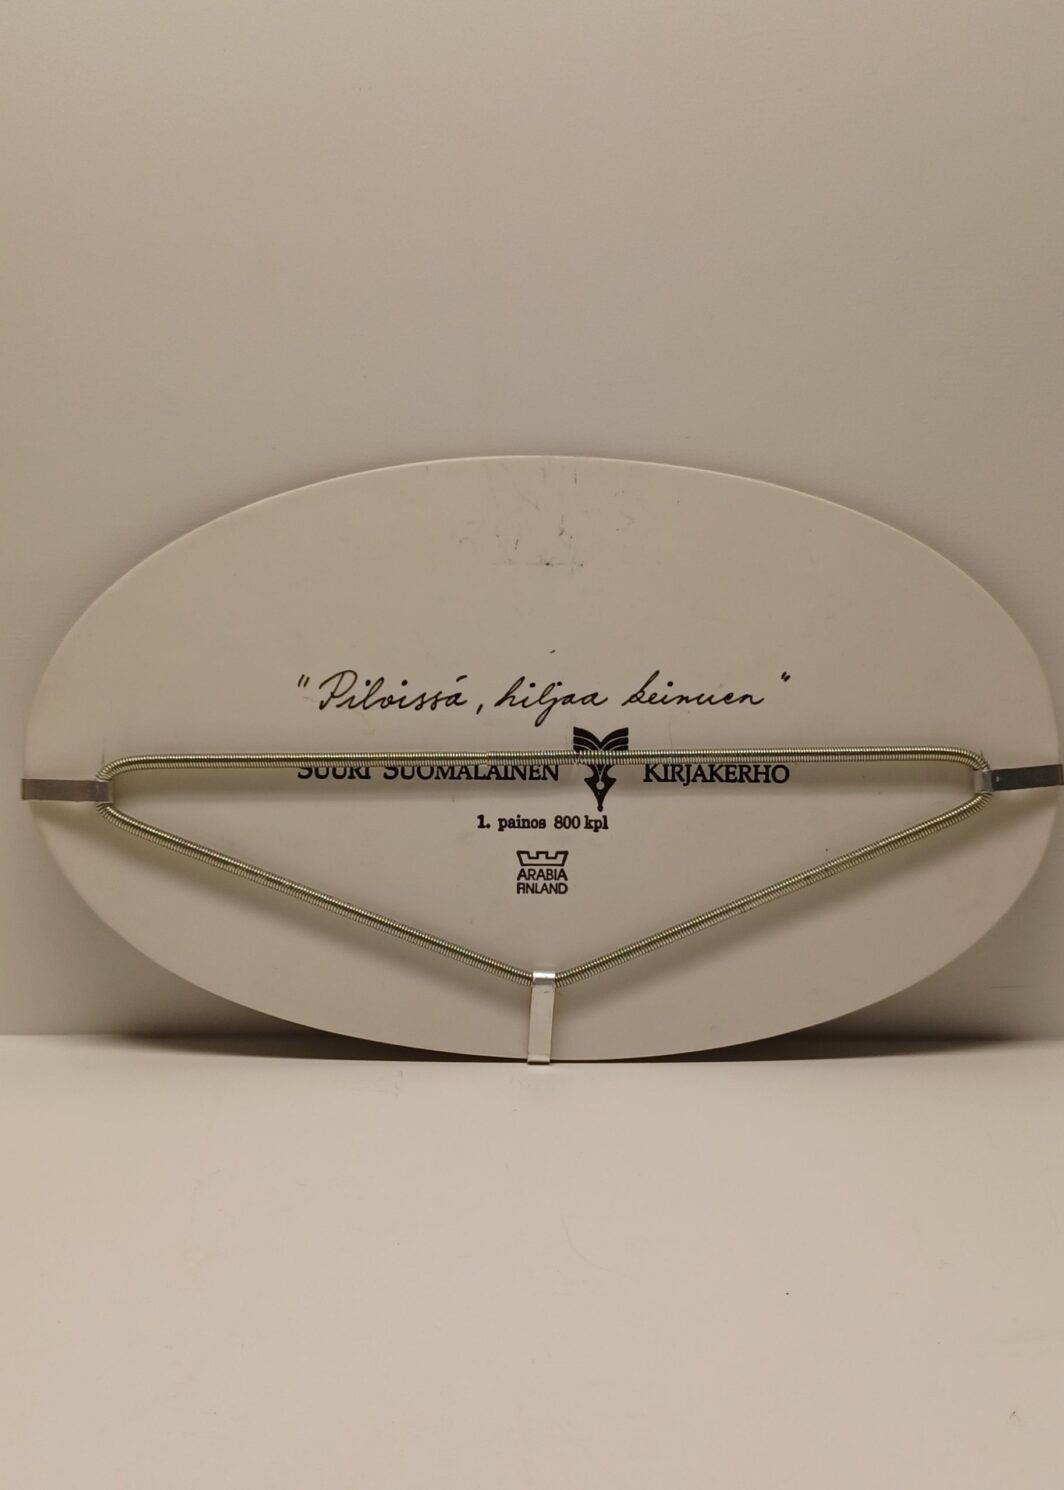 "Pilvissä, hiljaa keinuen"
SUURI SUOMALAINEN KIRJAKERHO
1. painos 800 kpl
ARABIA
FINLAND